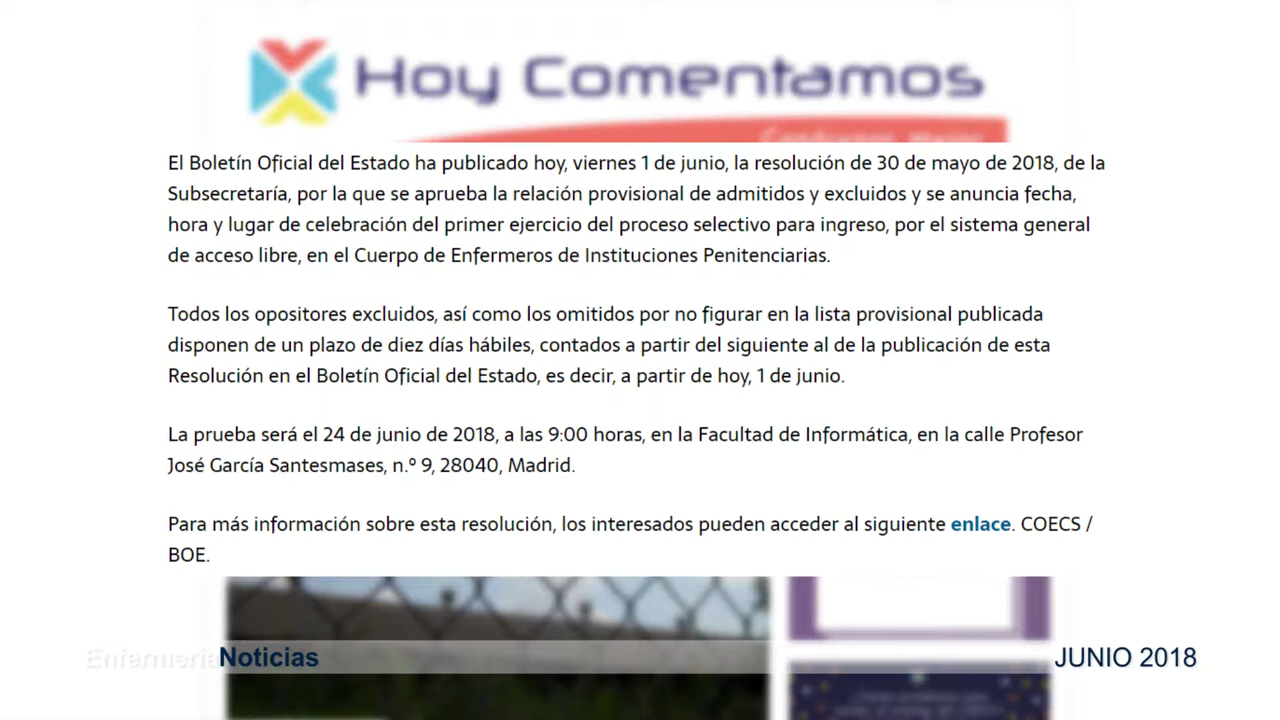 Hoy Comentamos
El Boletín Oficial del Estado ha publicado hoy, viernes 1 de junio, la resolución de 30 de mayo de 2018, de la
Subsecretaría, por la que se aprueba la relación provisional de admitidos y excluidos y se anuncia fecha,
hora y lugar de celebración del primer ejercicio del proceso selectivo para ingreso, por el sistema general
de acceso libre, en el Cuerpo de Enfermeros de Instituciones Penitenciarias.
Todos los opositores excluidos, así como los omitidos por no figurar en la lista provisional publicada
disponen de un plazo de diez días hábiles, contados a partir del siguiente al de la publicación de esta
Resolución en el Boletín Oficial del Estado, es decir, a partir de hoy, 1 de junio.
La prueba será el 24 de junio de 2018, a las 9:00 horas, en la Facultad de Informática, en la calle Profesor
José García Santesmases, n.º 9, 28040, Madrid.
Para más información sobre esta resolución, los interesados pueden acceder al siguiente enlace. COECS /
BOE.
EnfermeriaNoticias JUNIO 2018